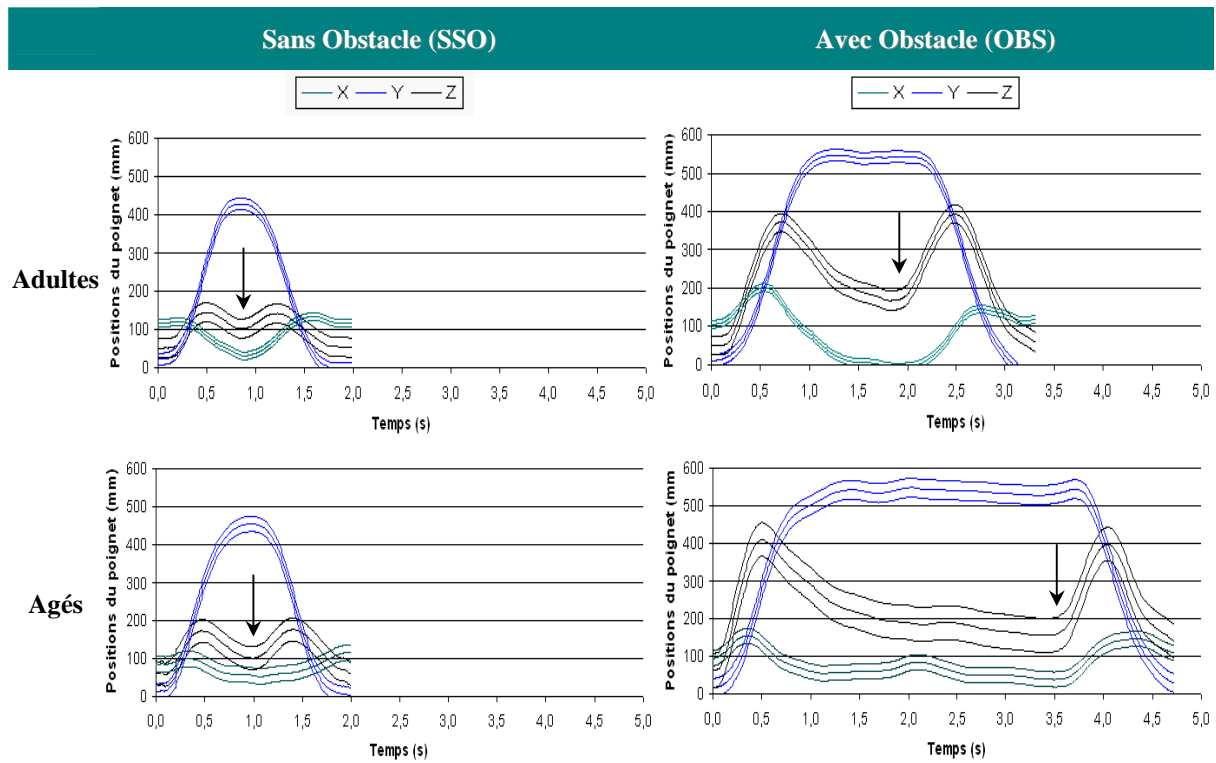 Sans Obstacle (SSO) Avec Obstacle (OBS)
X Y Z
X Y Z
Adultes
Positions du poignet (mm)
600
500
400
300
200
100
0
0,0 0,5 1,0 1,5 2,0 2,5 3,0 3,5 4,0 4,5 5,0
Temps (s)
Positions du poignet (mm)
600
500
400
300
200
100
0
0,0 0,5 1,0 1,5 2,0 2,5 3,0 3,5 4,0 4,5 5,0
Temps (s)
Agés
Positions du poignet (mm)
600
500
400
300
200
100
0
0,0 0,5 1,0 1,5 2,0 2,5 3,0 3,5 4,0 4,5 5,0
Temps (s)
Positions du poignet (mm
600
500
400
300
200
100
0
0,0 0,5 1,0 1,5 2,0 2,5 3,0 3,5 4,0 4,5 5,0
Temps (s)